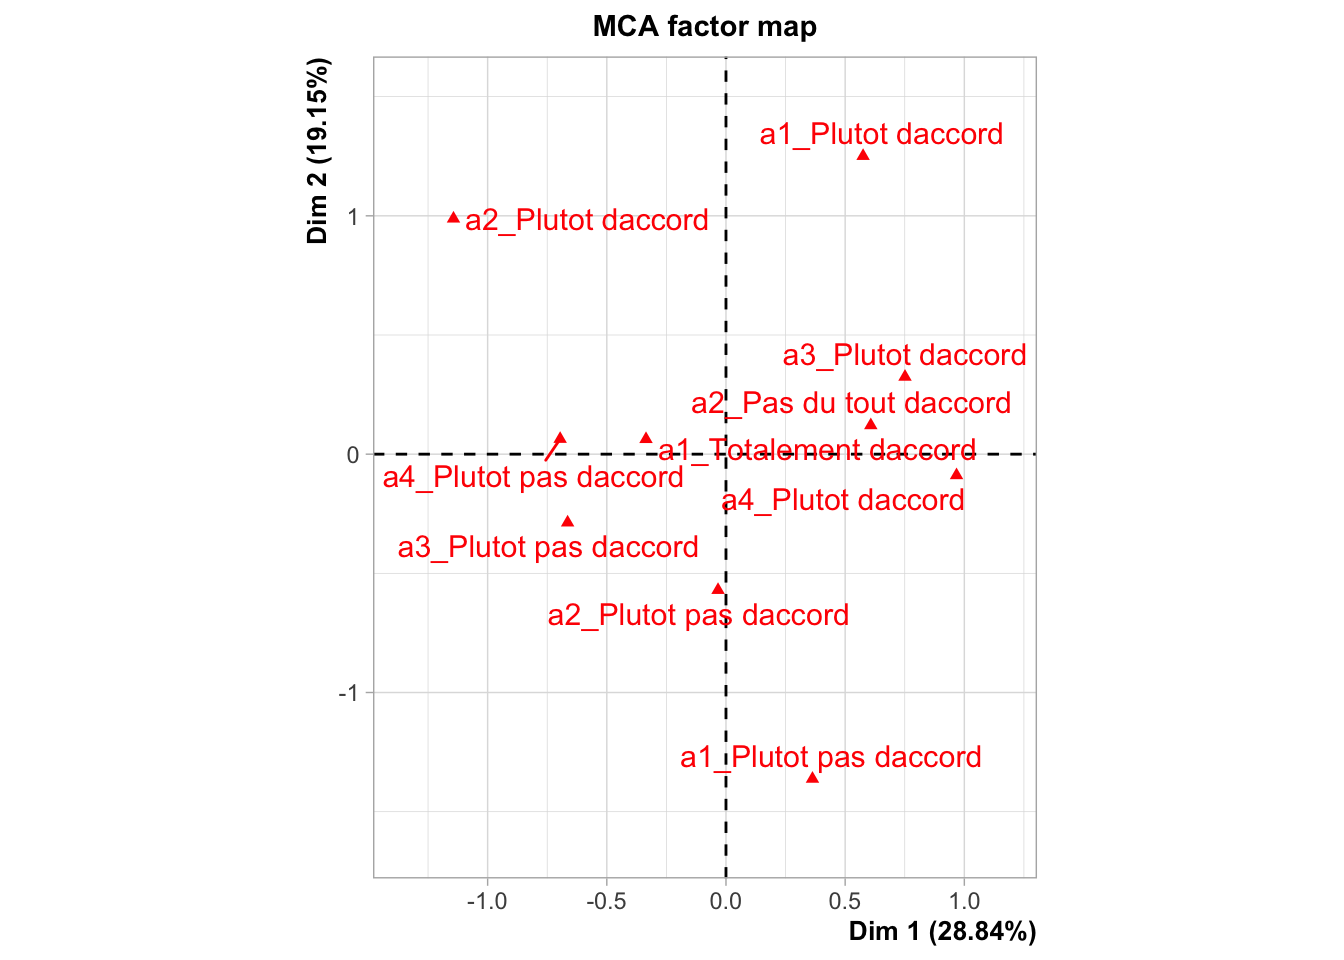 MCA factor map
Dim 2 (19.15%)
a1_Plutot daccord
1
a2_Plutot daccord
a3_Plutot daccord
a2_Pas du tout daccord
a1_Totalement daccord
0
a4_Plutot pas daccord
a4_Plutot daccord
a3_Plutot pas daccord
a2_Plutot pas daccord
-1
a1_Plutot pas daccord
-1.0 -0.5 0.0 0.5 1.0
Dim 1 (28.84%)